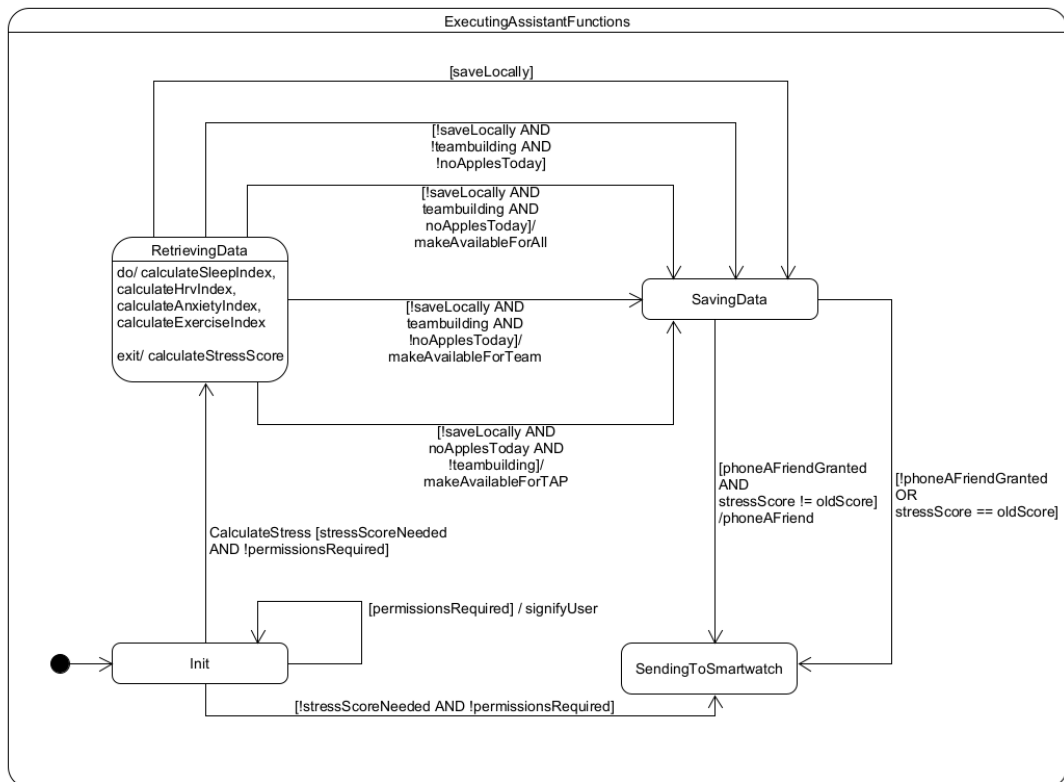 ExecutingAssistantFunctions
[saveLocally]
[!saveLocally AND
!teambuilding AND
!noApplesToday]
[!saveLocally AND
teambuilding AND
noApplesToday]/
makeAvailableForAll
RetrievingData
do/ calculateSleepIndex,
calculateHrvIndex,
calculateAnxietyIndex,
calculateExerciseIndex
exit/ calculateStressScore
SavingData
[!saveLocally AND
teambuilding AND
!noApplesToday]/
makeAvailableForTeam
[!saveLocally AND
noApplesToday AND
!teambuilding]/
makeAvailableForTAP
[phoneAFriendGranted
AND
stressScore != oldScore]
/phoneAFriend
[!phoneAFriendGranted
OR
stressScore == oldScore]
CalculateStress [stressScoreNeeded
AND !permissionsRequired]
[permissionsRequired] / signifyUser
Init
SendingToSmartwatch
[!stressScoreNeeded AND !permissionsRequired]